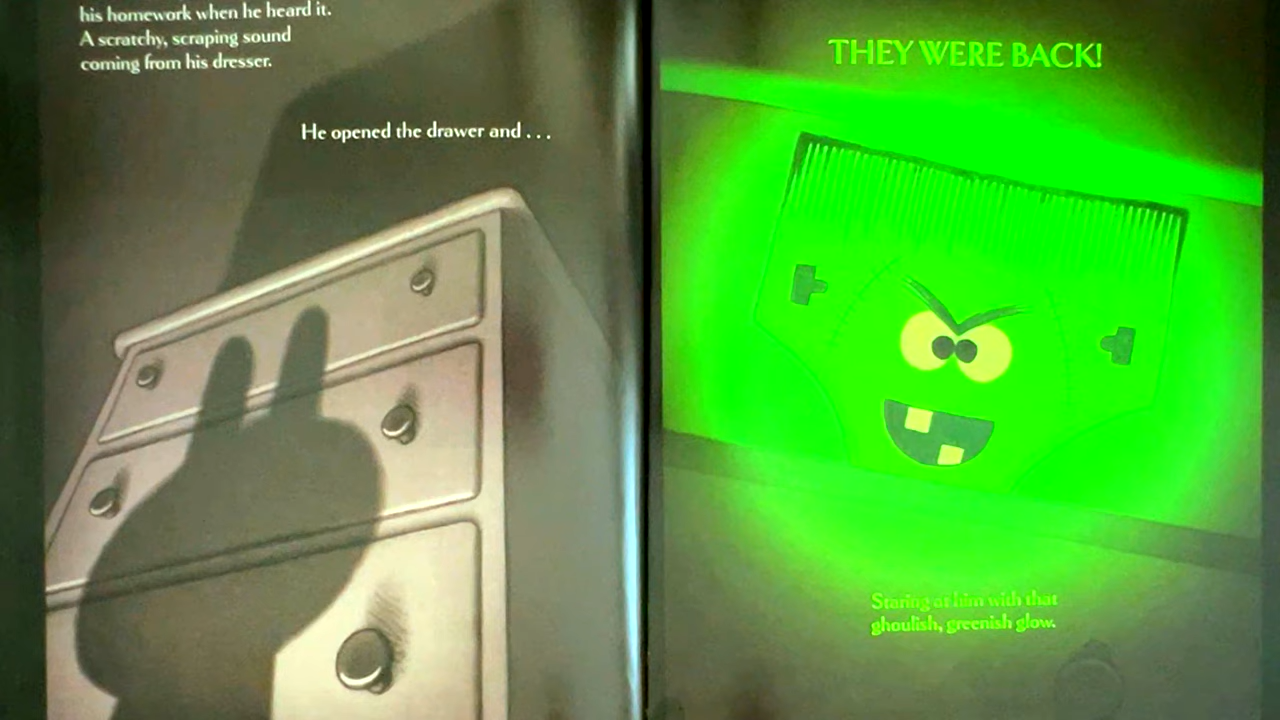 his homework when he heard it.
A scratchy, scraping sound
coming from his dresser.
He opened the drawer and . . .
THEY WERE BACK!
Staring at him with that
ghoulish, greenish glow.